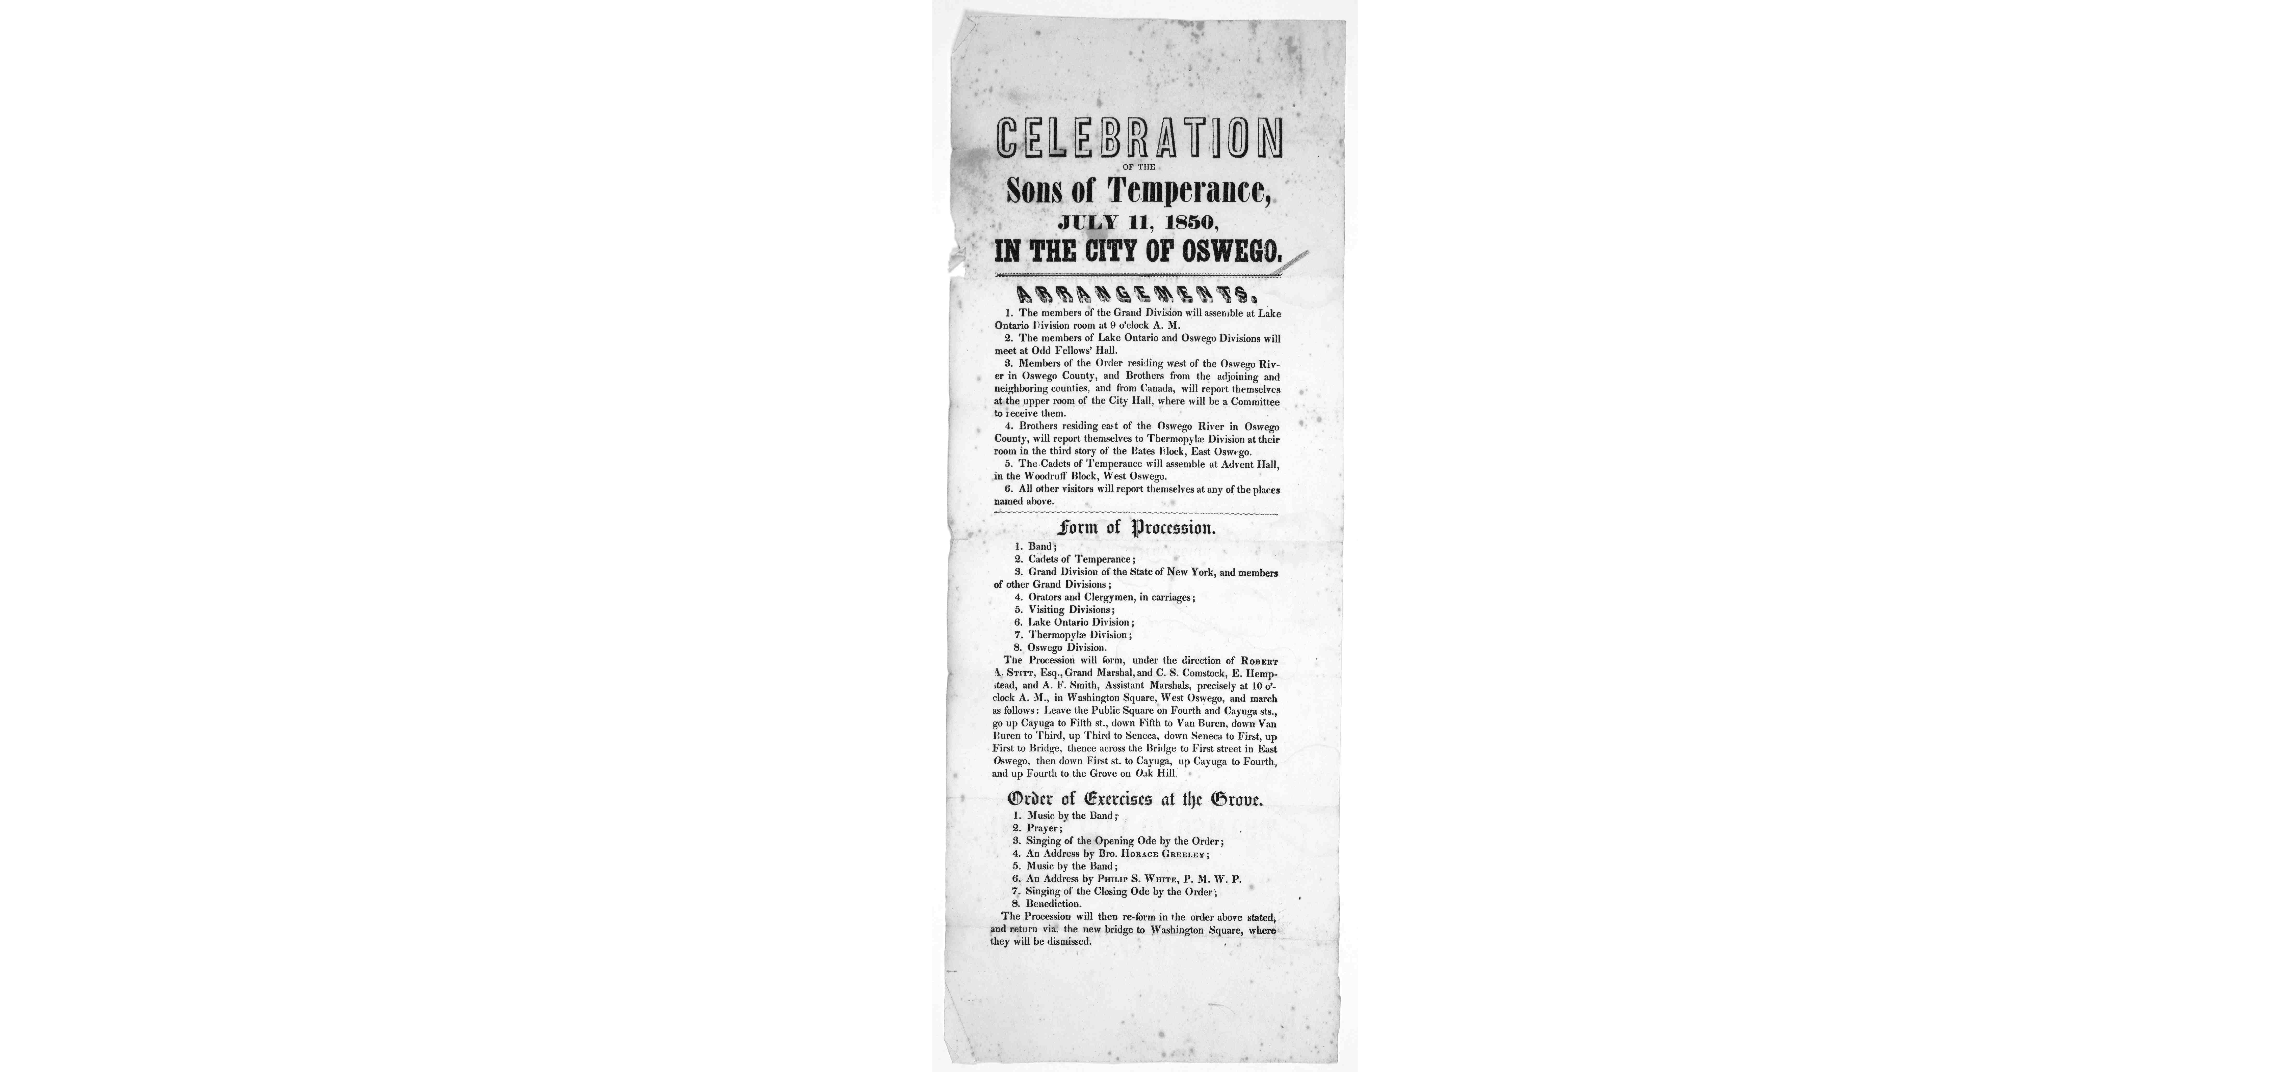 CELEBRATION
OF THE
Sons of Temperance,
JULY 11, 1850,
IN THE CITY OF OSWEGO.
ARRANGEMENTS.
1. The members of the Grand Division will assemble at Lake
Ontario Division room at 9 o'clock A. M.
2. The members of Lake Ontario and Oswego Divisions will
meet at Odd Fellows' Hall.
3. Members of the Order residing west of the Oswego Riv-
er in Oswego County, and Brothers from the adjoining and
neighboring counties, and from Canada, will report themselves
at the upper room of the City Hall, where will be a Committee
to receive them.
4. Brothers residing east of the Oswego River in Oswego
County, will report themselves to Thermopylæ Division at their
room in the third story of the Bates Block, East Oswego.
5. The Cadets of Temperance will assemble at Advent Hall,
in the Woodruff Block, West Oswego.
6. All other visitors will report themselves at any of the places
named above.
Form of Procession.
1. Band;
2. Cadets of Temperance;
3. Grand Division of the State of New York, and members
of other Grand Divisions;
4. Orators and Clergymen, in carriages;
5. Visiting Divisions;
6. Lake Ontario Division;
7. Thermopylæ Division;
8. Oswego Division.
The Procession will form, under the direction of ROBERT
A. STITT, Esq., Grand Marshal, and C. S. Comstock, E. Hemp-
stead, and A. F. Smith, Assistant Marshals, precisely at 10 o'-
clock A. M., in Washington Square, West Oswego, and march
as follows: Leave the Public Square on Fourth and Cayuga sts.,
go up Cayuga to Fifth st., down Fifth to Van Buren, down Van
Buren to Third, up Third to Seneca, down Seneca to First, up
First to Bridge, thence across the Bridge to First street in East
Oswego, then down First st. to Cayuga, up Cayuga to Fourth,
and up Fourth to the Grove on Oak Hill.
Order of Exercises at the Grove.
1. Music by the Band;
2. Prayer;
3. Singing of the Opening Ode by the Order;
4. An Address by Bro. HORACE GREELEY;
5. Music by the Band;
6. An Address by PHILIP S. WHITE, P. M. W. P.
7. Singing of the Closing Ode by the Order;
8. Benediction.
The Procession will then re-form in the order above stated,
and return via. the new bridge to Washington Square, where
they will be dismissed.